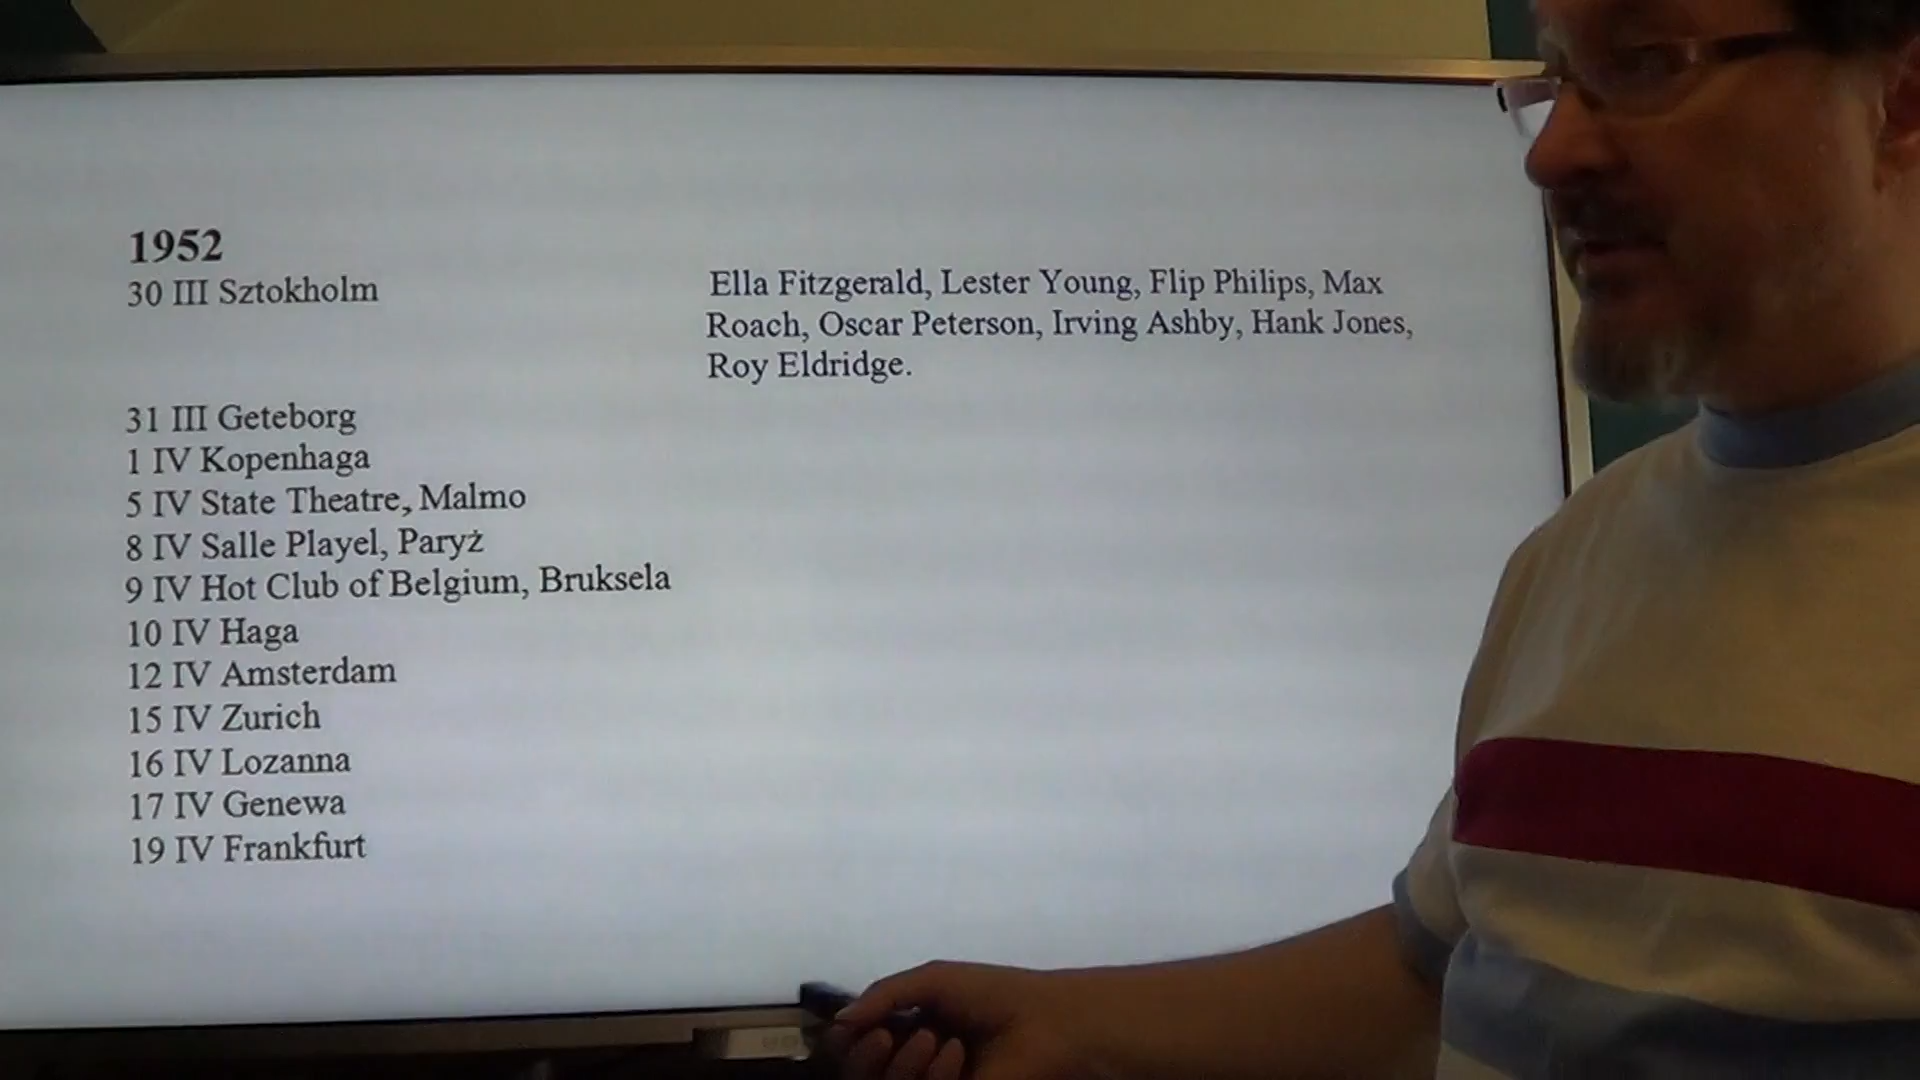 1952
30 III Sztokholm
Ella Fitzgerald, Lester Young, Flip Philips, Max
Roach, Oscar Peterson, Irving Ashby, Hank Jones,
Roy Eldridge.
31 III Geteborg
1 IV Kopenhaga
5 IV State Theatre, Malmo
8 IV Salle Playel, Paryż
9 IV Hot Club of Belgium, Bruksela
10 IV Haga
12 IV Amsterdam
15 IV Zurich
16 IV Lozanna
17 IV Genewa
19 IV Frankfurt